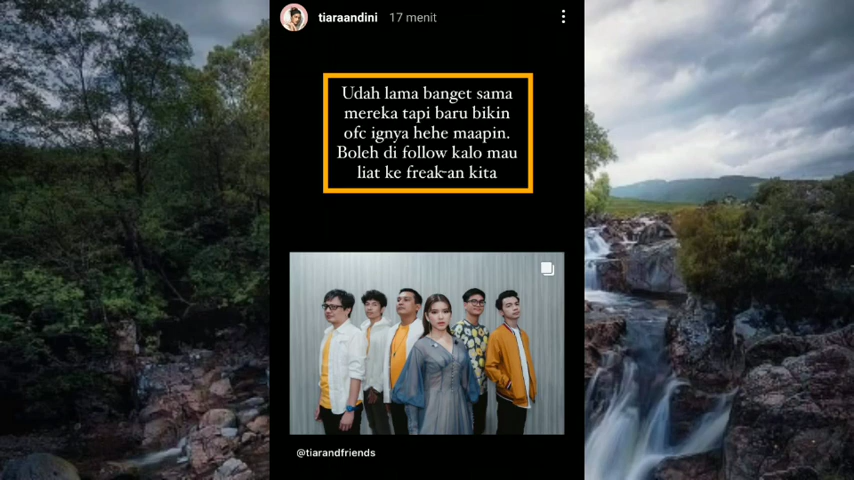 tiaraandini 17 menit
Udah lama banget sama
mereka tapi baru bikin
ofc ignya hehe maapin.
Boleh di follow kalo mau
liat ke freak-an kita
@tiarandfriends